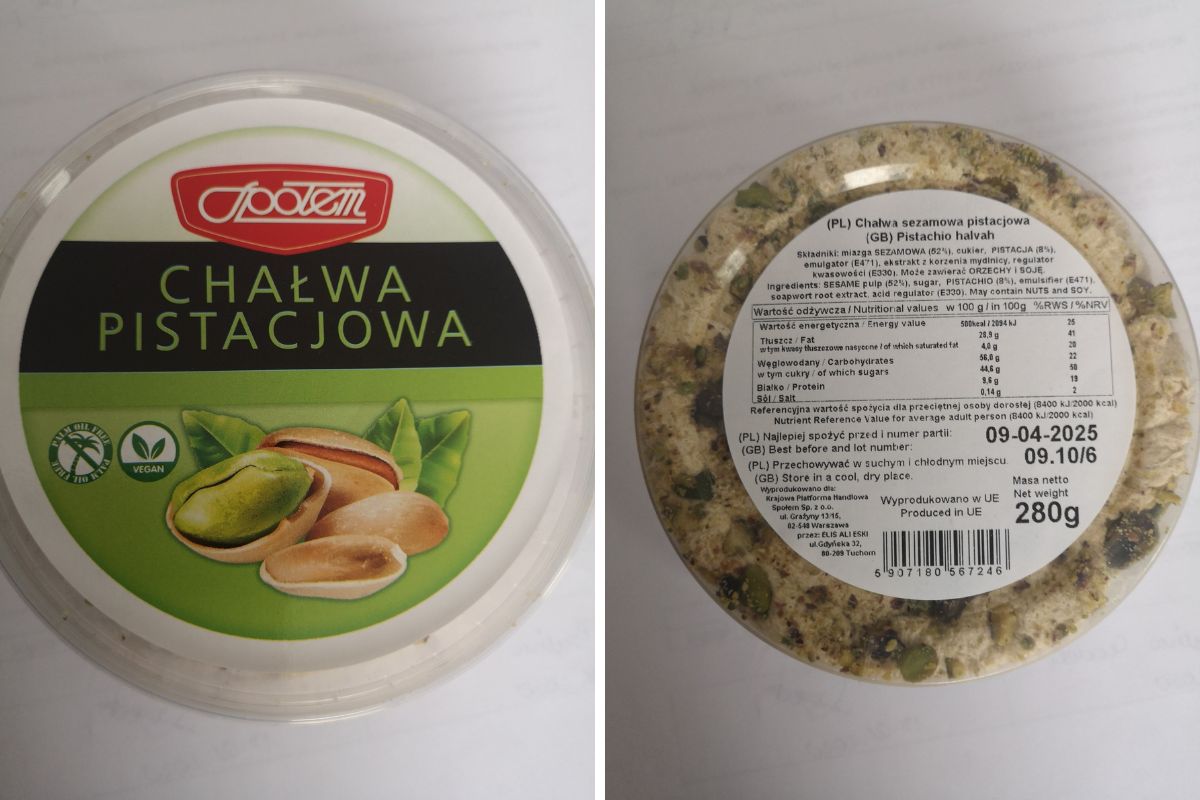 Społem
CHAŁWA
PISTACJOWA
PALM OIL FREE
PALM OIL FREE
VEGAN
(PL) Chałwa sezamowa pistacjowa
(GB) Pistachio halvah
Składniki: miazga SEZAMOWA (52%), cukier, PISTACJA (8%),
emulgator (E471), ekstrakt z korzenia mydlnicy, regulator
kwasowości (E330). Może zawierać ORZECHY i SOJĘ.
Ingredients: SESAME pulp (52%), sugar, PISTACHIO (8%), emulsifier (E471),
soapwort root extract, acid regulator (E330). May contain NUTS and SOY.
Wartość odżywcza / Nutritional values w 100 g / in 100g %RWS / %NRV
Wartość energetyczna / Energy value 500kcal / 2094 kJ 25
Tłuszcz / Fat 28,9 g 41
w tym kwasy tłuszczowe nasycone / of which saturated fat 4,0 g 20
Węglowodany / Carbohydrates 56,0 g 22
w tym cukry / of which sugars 44,6 g 50
Białko / Protein 9,6 g 19
Sól / Salt 0,14 g 2
Referencyjna wartość spożycia dla przeciętnej osoby dorosłej (8400 kJ/2000 kcal)
Nutrient Reference Value for average adult person (8400 kJ/2000 kcal)
(PL) Najlepiej spożyć przed i numer partii: 09-04-2025
(GB) Best before and lot number: 09.10/6
(PL) Przechowywać w suchym i chłodnym miejscu.
(GB) Store in a cool, dry place.
Wyprodukowano dla:
Krajowa Platforma Handlowa
Społem Sp. z o.o.
ul. Grażyny 13/15,
02-548 Warszawa
przez: ELIS ALI ESKI
ul.Gdyńska 32,
80-209 Tuchom
Wyprodukowano w UE
Produced in UE
Masa netto
Net weight
280g
5 907180 567246